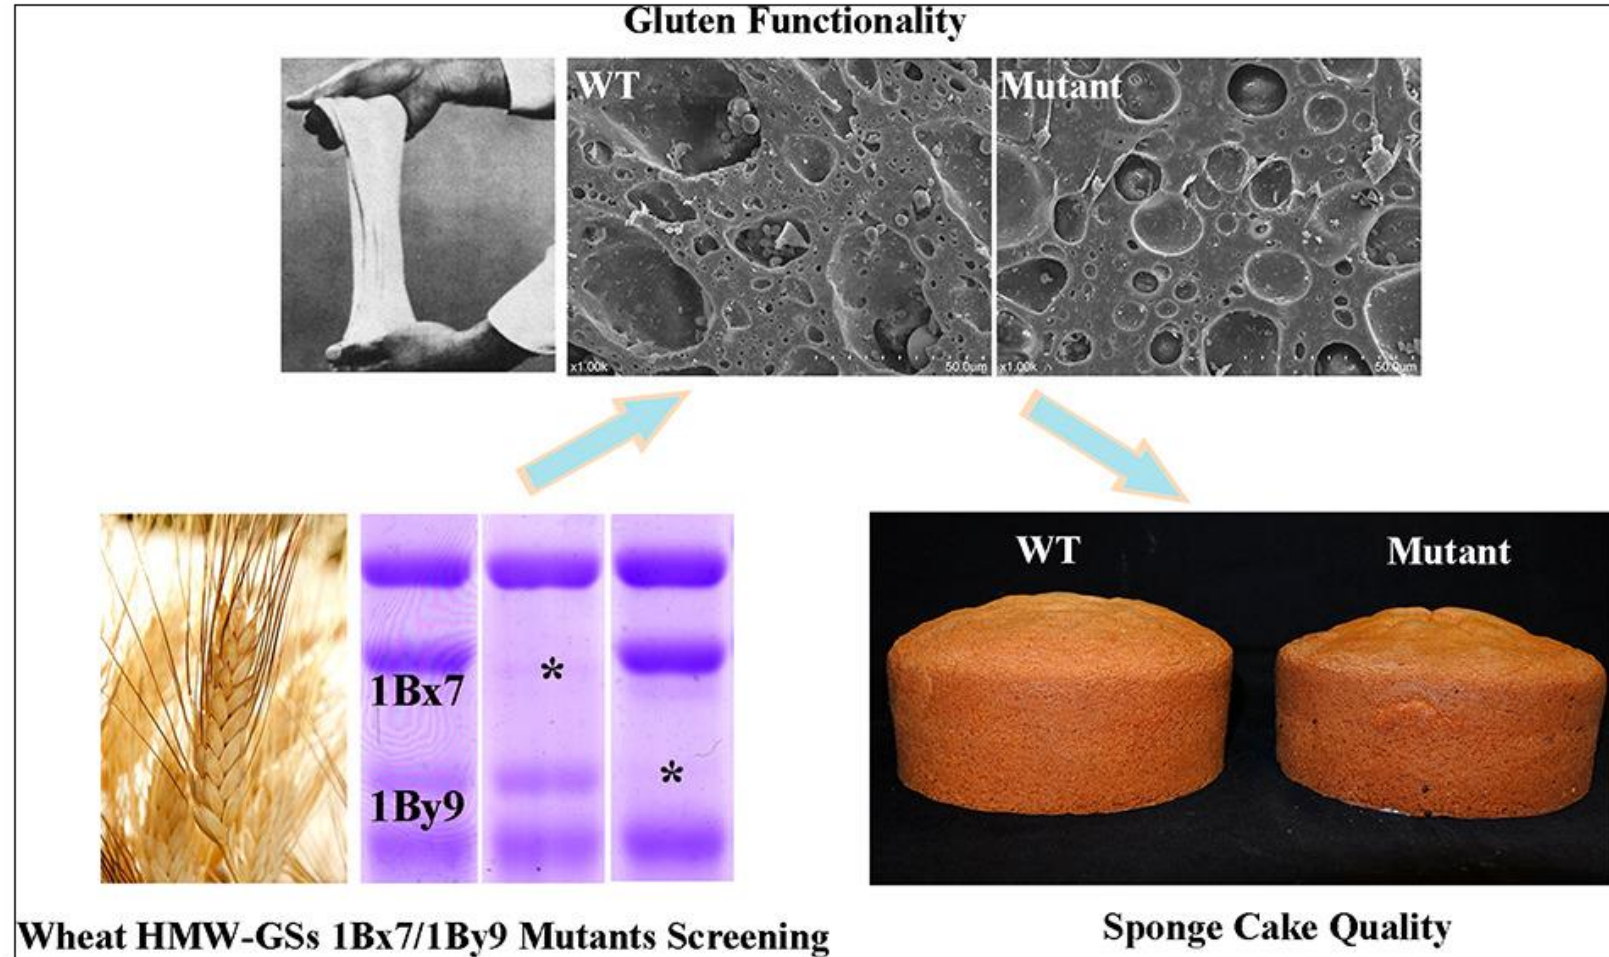 Gluten Functionality
WT
Mutant
x1.00k
50.0um
x1.00k
50.0um
1Bx7
*
1By9
*
WT
Mutant
Wheat HMW-GSs 1Bx7/1By9 Mutants Screening
Sponge Cake Quality